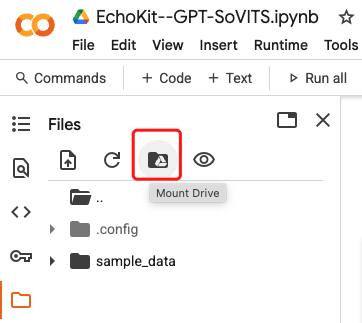 EchoKit--GPT-SoVITS.ipynb
File Edit View Insert Runtime Tools
Commands + Code + Text Run all
Files
Mount Drive
..
.config
sample_data